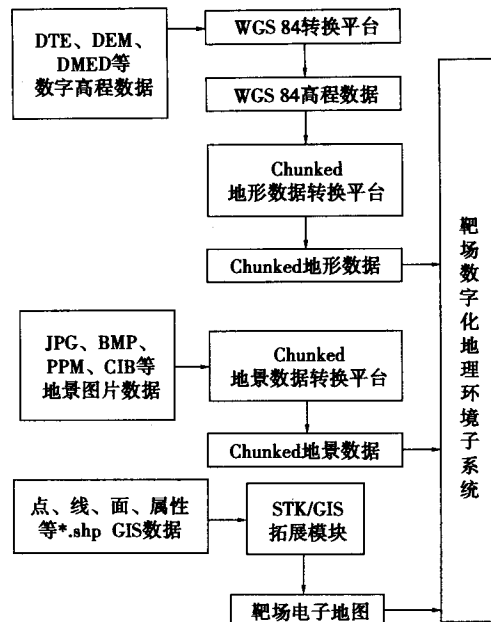 DTE、DEM、
DMED等
数字高程数据
WGS 84转换平台
WGS 84高程数据
Chunked
地形数据转换平台
Chunked地形数据
JPG、BMP、
PPM、CIB等
地景图片数据
Chunked
地景数据转换平台
Chunked地景数据
点、线、面、属性
等*.shp GIS数据
STK/GIS
拓展模块
靶场电子地图
靶场数字化地理环境子系统